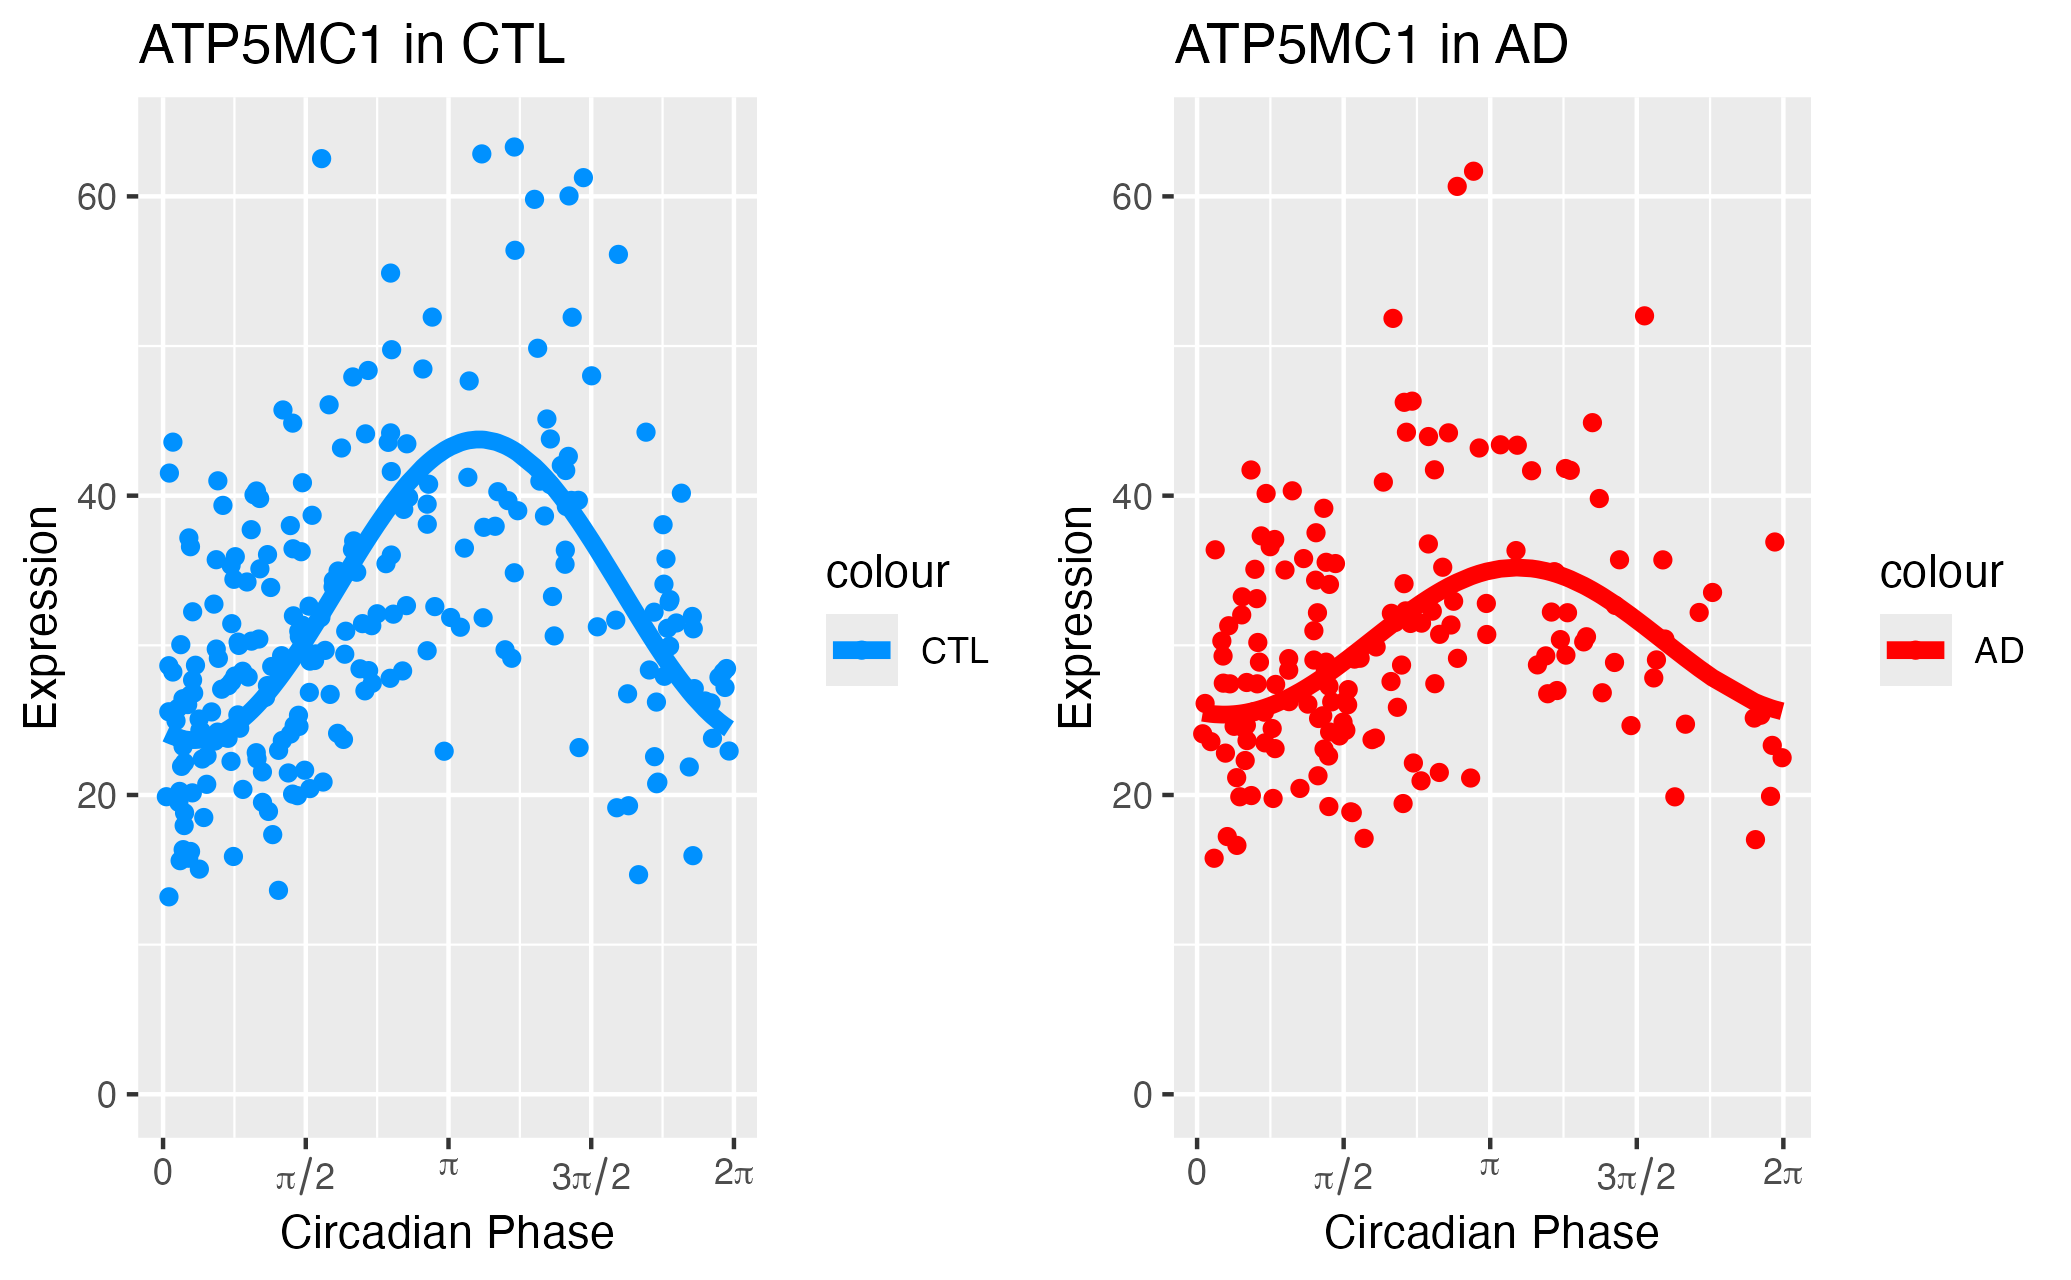 ATP5MC1 in CTL
60
40
20
0
Expression
0 π/2 π 3π/2 2π
Circadian Phase
colour
CTL
ATP5MC1 in AD
60
40
20
0
Expression
0 π/2 π 3π/2 2π
Circadian Phase
colour
AD